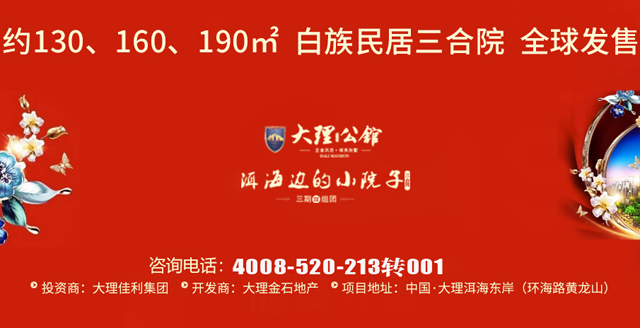 约130、160、190㎡ 白族民居三合院 全球发售
大理公馆
洱海边的小院子
三期 组团
咨询电话：4008-520-213转001
投资商：大理佳利集团 开发商：大理金石地产 项目地址：中国·大理洱海东岸（环海路黄龙山）